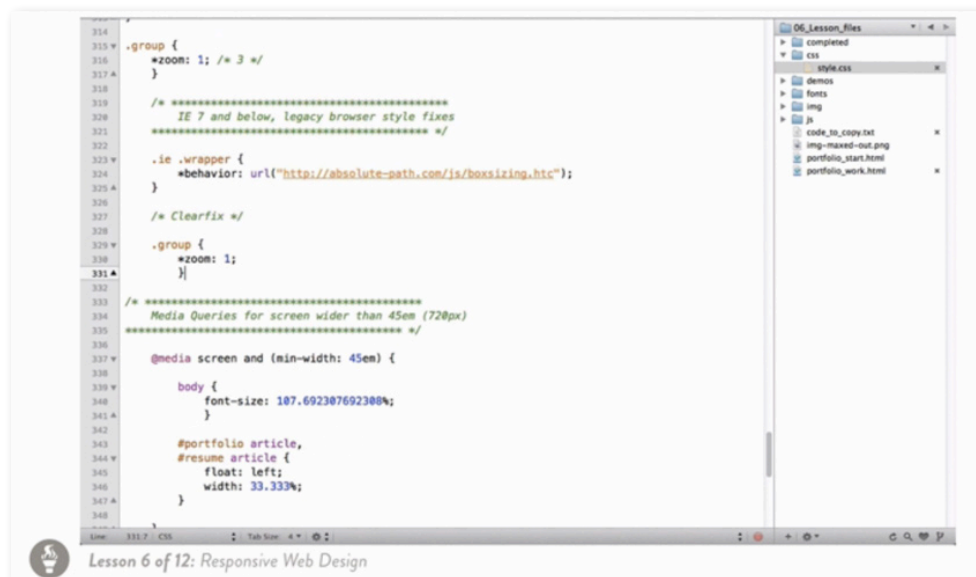 314
315 .group {
316 *zoom: 1; /* 3 */
317 }
318
319 /* ******************************************
320 IE 7 and below, legacy browser style fixes
321 ****************************************** */
322
323 .ie .wrapper {
324 *behavior: url("http://absolute-path.com/js/boxsizing.htc");
325 }
326
327 /* Clearfix */
328
329 .group {
330 *zoom: 1;
331 }
332
333 /* ******************************************
334 Media Queries for screen wider than 45em (720px)
335 ****************************************** */
336
337 @media screen and (min-width: 45em) {
338
339 body {
340 font-size: 107.692307692308%;
341 }
342
343 #portfolio article,
344 #resume article {
345 float: left;
346 width: 33.333%;
347 }
348
}
Line: 331:7 CSS Tab Size: 4
06_Lesson_files
completed
css
style.css
demos
fonts
img
js
code_to_copy.txt
img-maxed-out.png
portfolio_start.html
portfolio_work.html
Lesson 6 of 12: Responsive Web Design